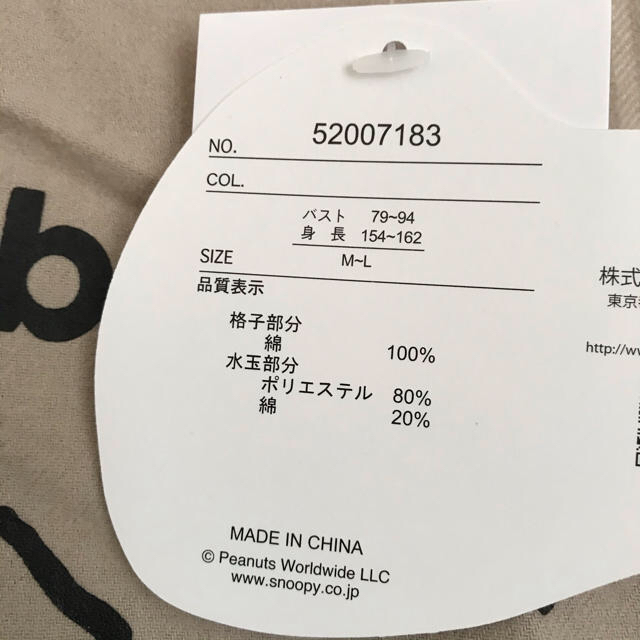 NO. 52007183
COL.
バスト 79~94
身 長 154~162
SIZE M~L
品質表示
格子部分
綿 100%
水玉部分
ポリエステル 80%
綿 20%
MADE IN CHINA
© Peanuts Worldwide LLC
www.snoopy.co.jp
株式
東京
http://ww
b